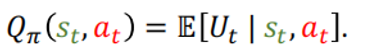 Qπ(st, at) = 𝔼[Ut | st, at].